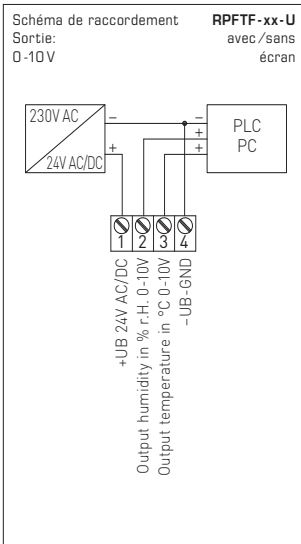 Schéma de raccordement RPFTF-xx-U
Sortie: avec/sans
0-10V écran
230V AC
24V AC/DC
–
+
–
+
+
PLC
PC
1 2 3 4
+UB 24V AC/DC
Output humidity in % r.H. 0-10V
Output temperature in °C 0-10V
–UB-GND